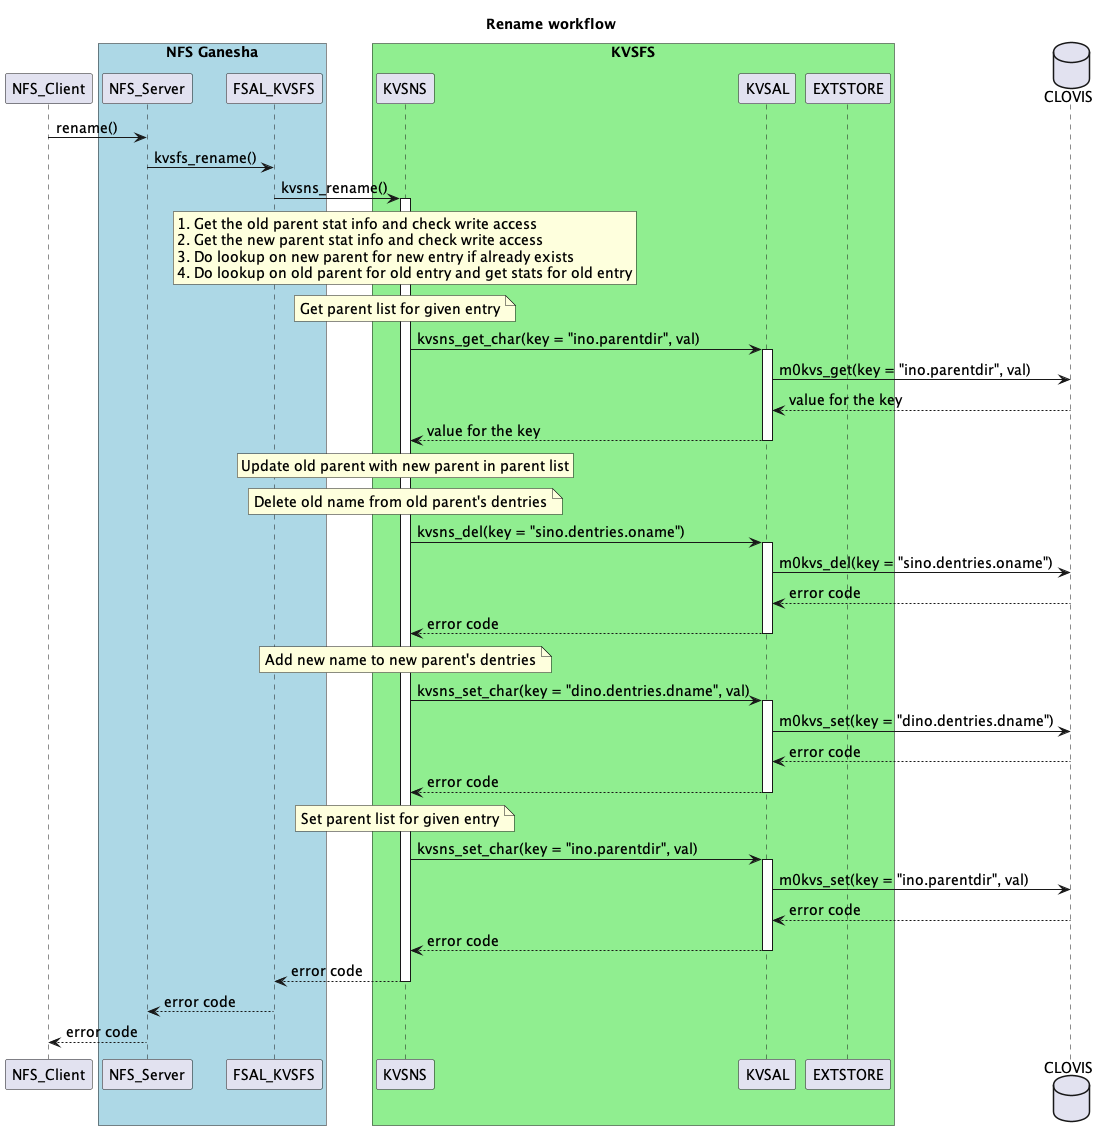 Rename workflow
NFS Ganesha
KVSFS
NFS_Client
NFS_Server
FSAL_KVSFS
KVSNS
KVSAL
EXTSTORE
CLOVIS
rename()
kvsfs_rename()
kvsns_rename()
1. Get the old parent stat info and check write access
2. Get the new parent stat info and check write access
3. Do lookup on new parent for new entry if already exists
4. Do lookup on old parent for old entry and get stats for old entry
Get parent list for given entry
kvsns_get_char(key = "ino.parentdir", val)
m0kvs_get(key = "ino.parentdir", val)
value for the key
value for the key
Update old parent with new parent in parent list
Delete old name from old parent's dentries
kvsns_del(key = "sino.dentries.oname")
m0kvs_del(key = "sino.dentries.oname")
error code
error code
Add new name to new parent's dentries
kvsns_set_char(key = "dino.dentries.dname", val)
m0kvs_set(key = "dino.dentries.dname")
error code
error code
Set parent list for given entry
kvsns_set_char(key = "ino.parentdir", val)
m0kvs_set(key = "ino.parentdir", val)
error code
error code
error code
error code
error code
NFS_Client
NFS_Server
FSAL_KVSFS
KVSNS
KVSAL
EXTSTORE
CLOVIS